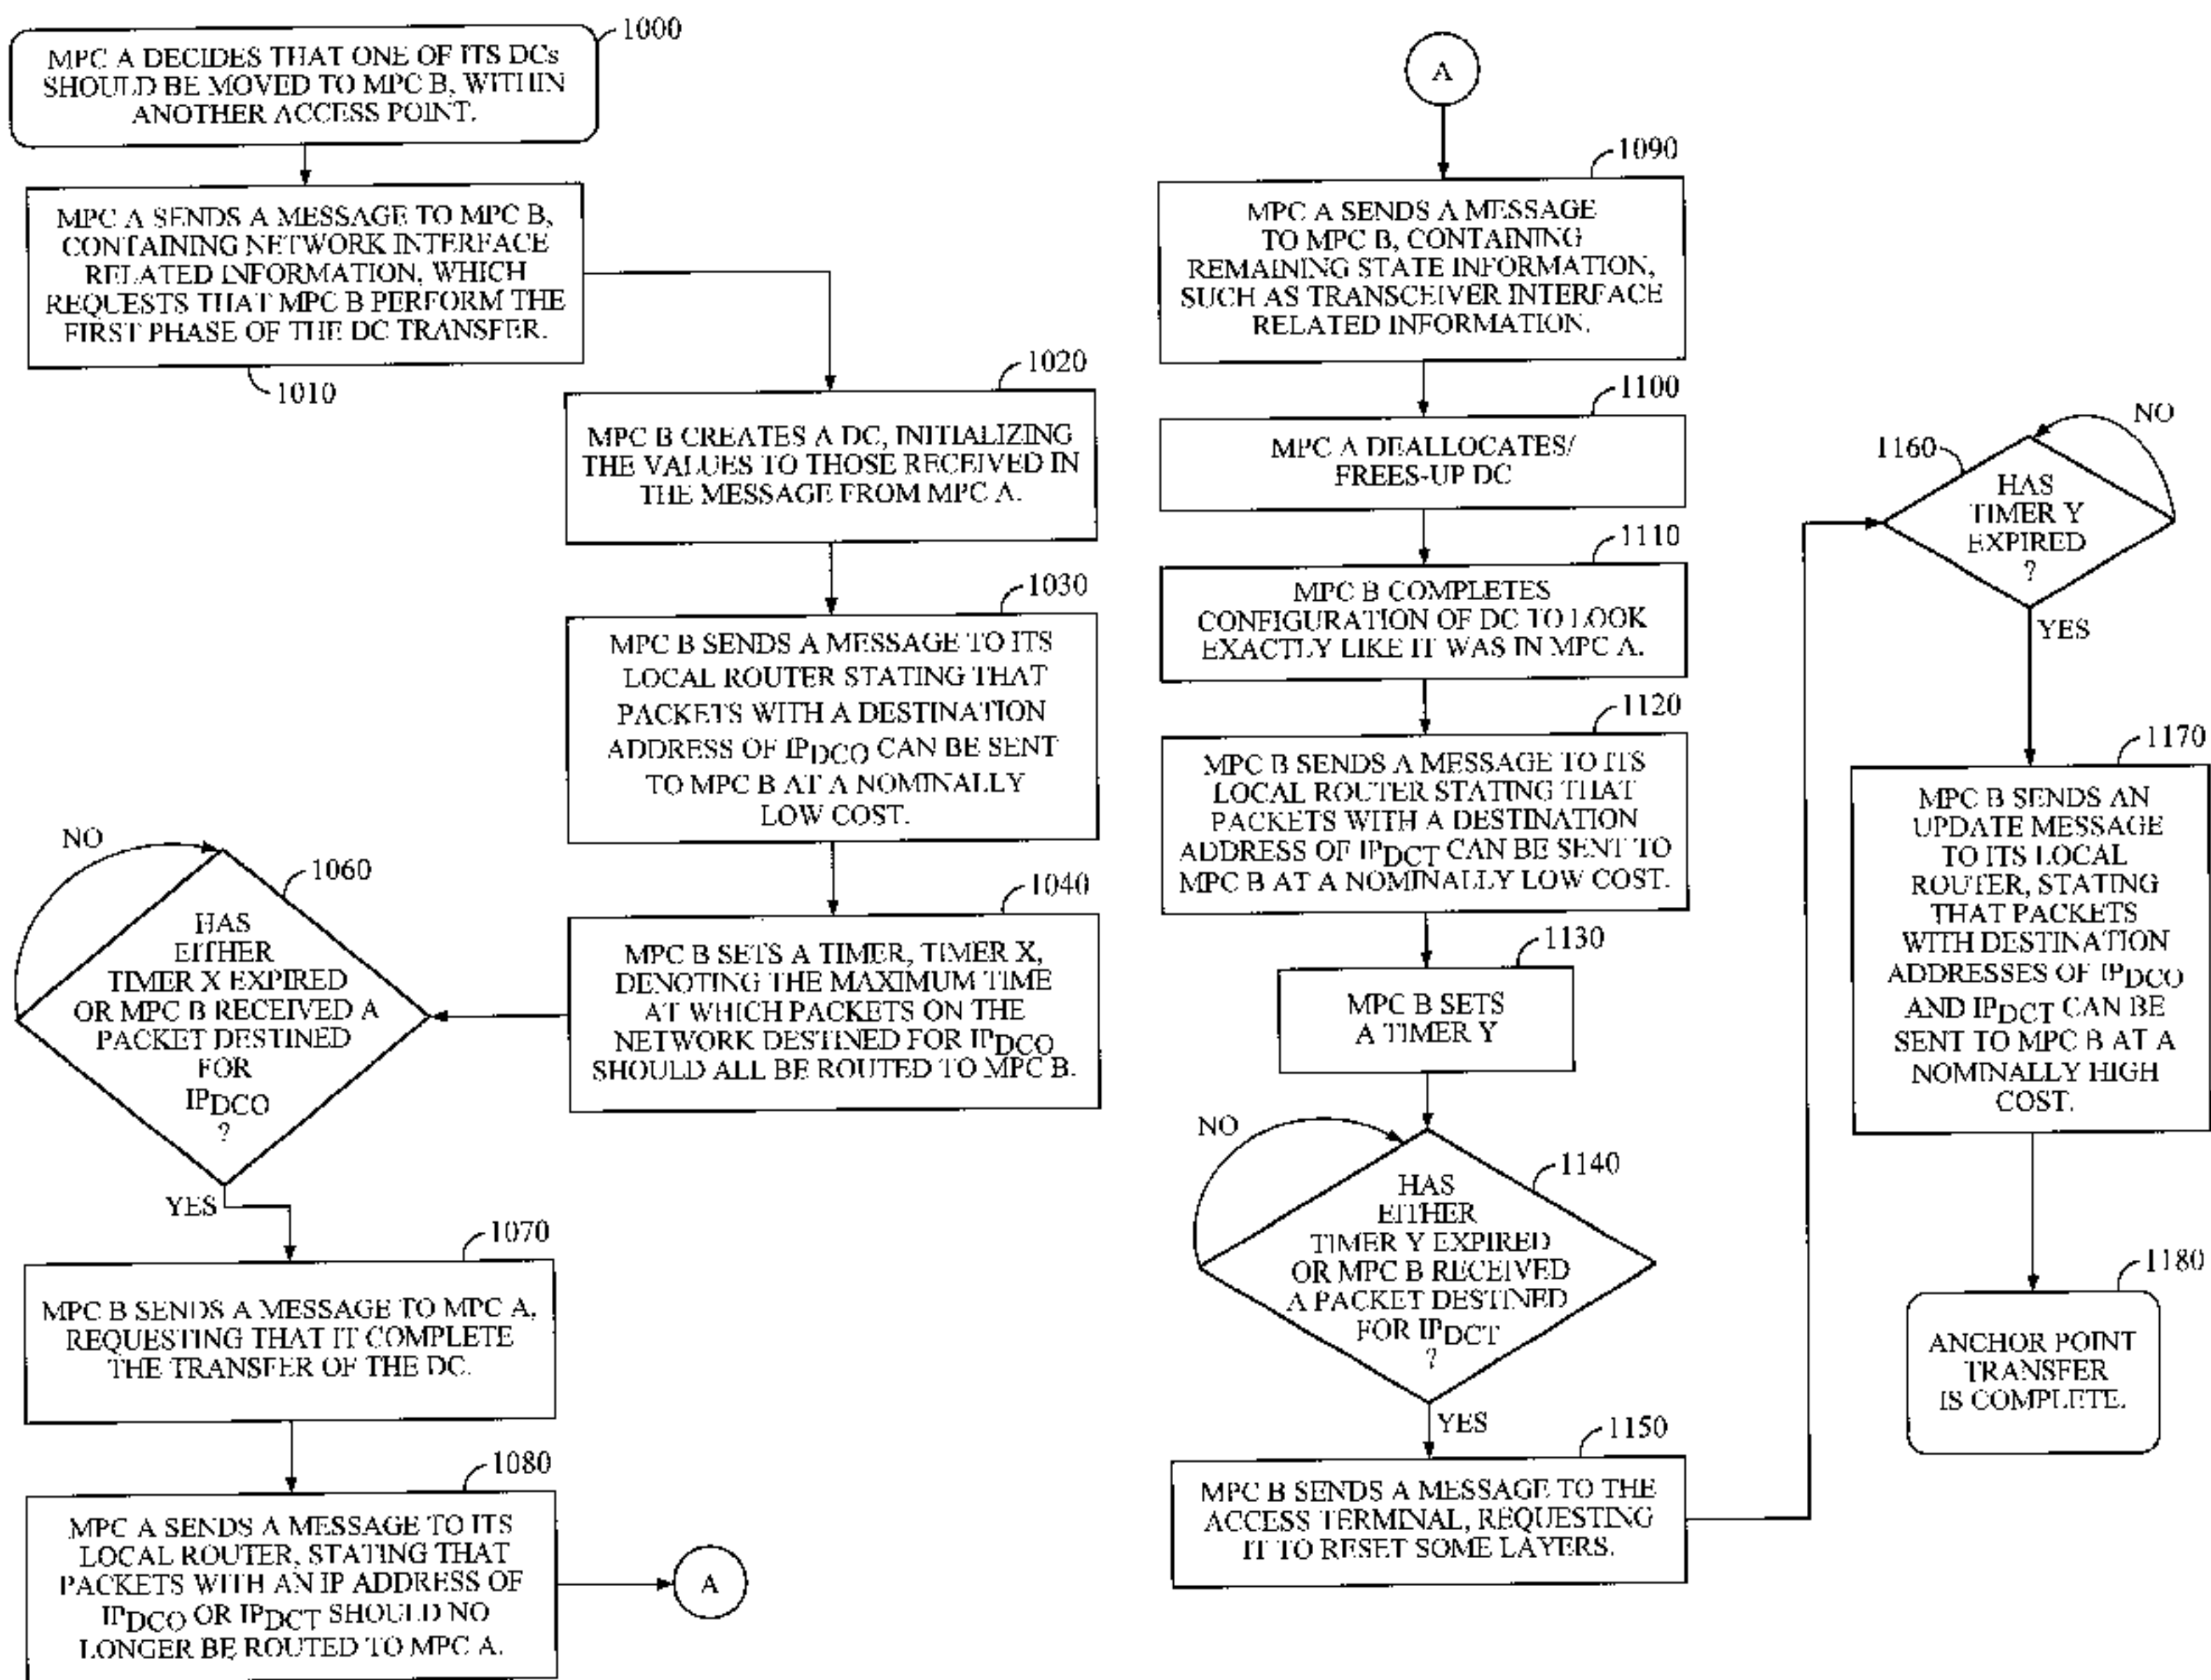 1000
MPC A DECIDES THAT ONE OF ITS DCs
SHOULD BE MOVED TO MPC B, WITHIN
ANOTHER ACCESS POINT.
MPC A SENDS A MESSAGE TO MPC B,
CONTAINING NETWORK INTERFACE
RELATED INFORMATION, WHICH
REQUESTS THAT MPC B PERFORM THE
FIRST PHASE OF THE DC TRANSFER.
1010
1020
MPC B CREATES A DC, INITIALIZING
THE VALUES TO THOSE RECEIVED IN
THE MESSAGE FROM MPC A.
1030
MPC B SENDS A MESSAGE TO ITS
LOCAL ROUTER STATING THAT
PACKETS WITH A DESTINATION
ADDRESS OF IPDCO CAN BE SENT
TO MPC B AT A NOMINALLY
LOW COST.
1040
MPC B SETS A TIMER, TIMER X,
DENOTING THE MAXIMUM TIME
AT WHICH PACKETS ON THE
NETWORK DESTINED FOR IPDCO
SHOULD ALL BE ROUTED TO MPC B.
NO
1060
HAS
EITHER
TIMER X EXPIRED
OR MPC B RECEIVED A
PACKET DESTINED
FOR
IPDCO
?
YES
1070
MPC B SENDS A MESSAGE TO MPC A,
REQUESTING THAT IT COMPLETE
THE TRANSFER OF THE DC.
1080
MPC A SENDS A MESSAGE TO ITS
LOCAL ROUTER, STATING THAT
PACKETS WITH AN IP ADDRESS OF
IPDCO OR IPDCT SHOULD NO
LONGER BE ROUTED TO MPC A.
A
A
1090
MPC A SENDS A MESSAGE
TO MPC B, CONTAINING
REMAINING STATE INFORMATION,
SUCH AS TRANSCEIVER INTERFACE
RELATED INFORMATION.
1100
MPC A DEALLOCATES/
FREES-UP DC
1110
MPC B COMPLETES
CONFIGURATION OF DC TO LOOK
EXACTLY LIKE IT WAS IN MPC A.
1120
MPC B SENDS A MESSAGE TO ITS
LOCAL ROUTER STATING THAT
PACKETS WITH A DESTINATION
ADDRESS OF IPDCT CAN BE SENT TO
MPC B AT A NOMINALLY LOW COST.
1130
MPC B SETS
A TIMER Y
NO
1140
HAS
EITHER
TIMER Y EXPIRED
OR MPC B RECEIVED
A PACKET DESTINED
FOR IPDCT
?
YES
1150
MPC B SENDS A MESSAGE TO THE
ACCESS TERMINAL, REQUESTING
IT TO RESET SOME LAYERS.
NO
1160
HAS
TIMER Y
EXPIRED
?
YES
1170
MPC B SENDS AN
UPDATE MESSAGE
TO ITS LOCAL
ROUTER, STATING
THAT PACKETS
WITH DESTINATION
ADDRESSES OF IPDCO
AND IPDCT CAN BE
SENT TO MPC B AT A
NOMINALLY HIGH
COST.
1180
ANCHOR POINT
TRANSFER
IS COMPLETE.